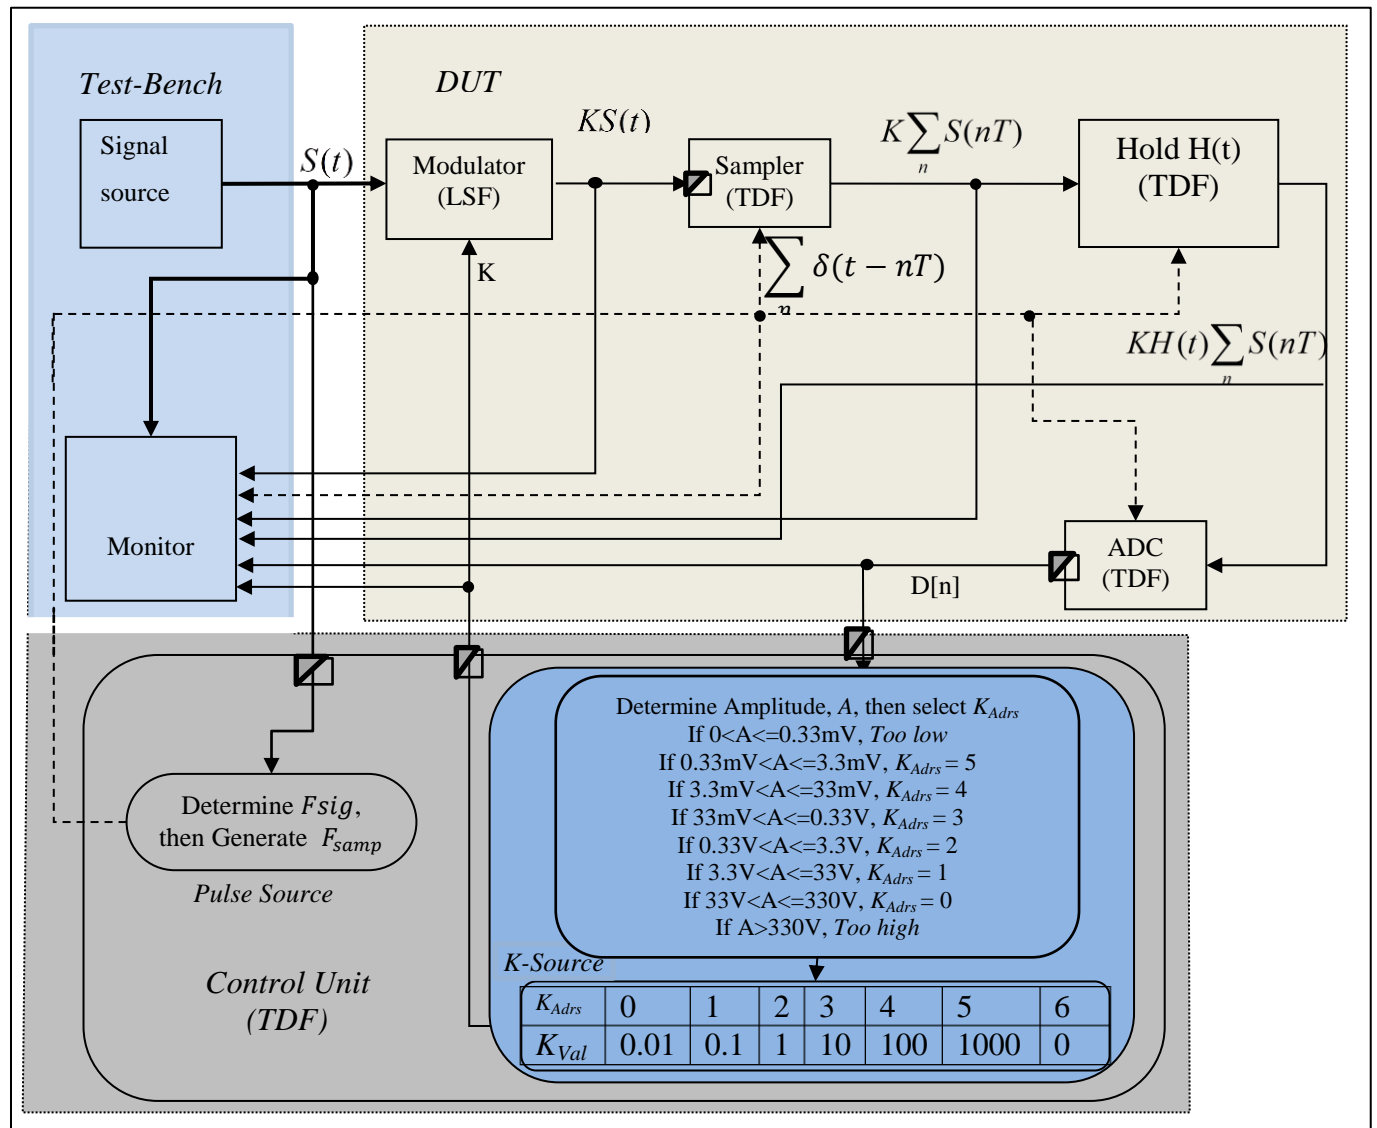 Test-Bench
DUT
Signal
source
S(t)
Modulator
(LSF)
KS(t)
Sampler
(TDF)
K∑S(nT)
n
Hold H(t)
(TDF)
K
∑δ(t − nT)
n
KH(t)∑S(nT)
n
Monitor
ADC
(TDF)
D[n]
Determine Amplitude, A, then select K_Adrs
If 0<A<=0.33mV, Too low
If 0.33mV<A<=3.3mV, K_Adrs = 5
If 3.3mV<A<=33mV, K_Adrs = 4
If 33mV<A<=0.33V, K_Adrs = 3
If 0.33V<A<=3.3V, K_Adrs = 2
If 3.3V<A<=33V, K_Adrs = 1
If 33V<A<=330V, K_Adrs = 0
If A>330V, Too high
Determine Fsig,
then Generate F_samp
Pulse Source
Control Unit
(TDF)
K-Source
K_Adrs 0 1 2 3 4 5 6
K_Val 0.01 0.1 1 10 100 1000 0